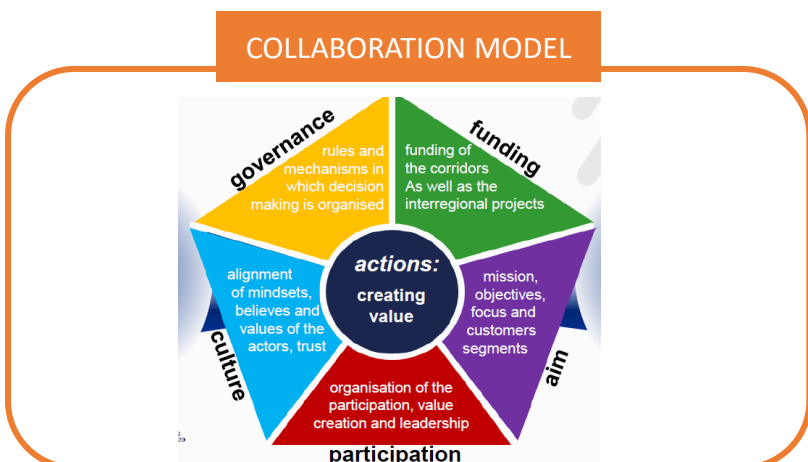 COLLABORATION MODEL
governance
funding
rules and
mechanisms in
which decision
making is organised
funding of
the corridors
As well as the
interregional projects
alignment
of mindsets,
believes and
values of the
actors, trust
actions:
creating
value
mission,
objectives,
focus and
customers
segments
culture
aim
organisation of the
participation, value
creation and leadership
participation